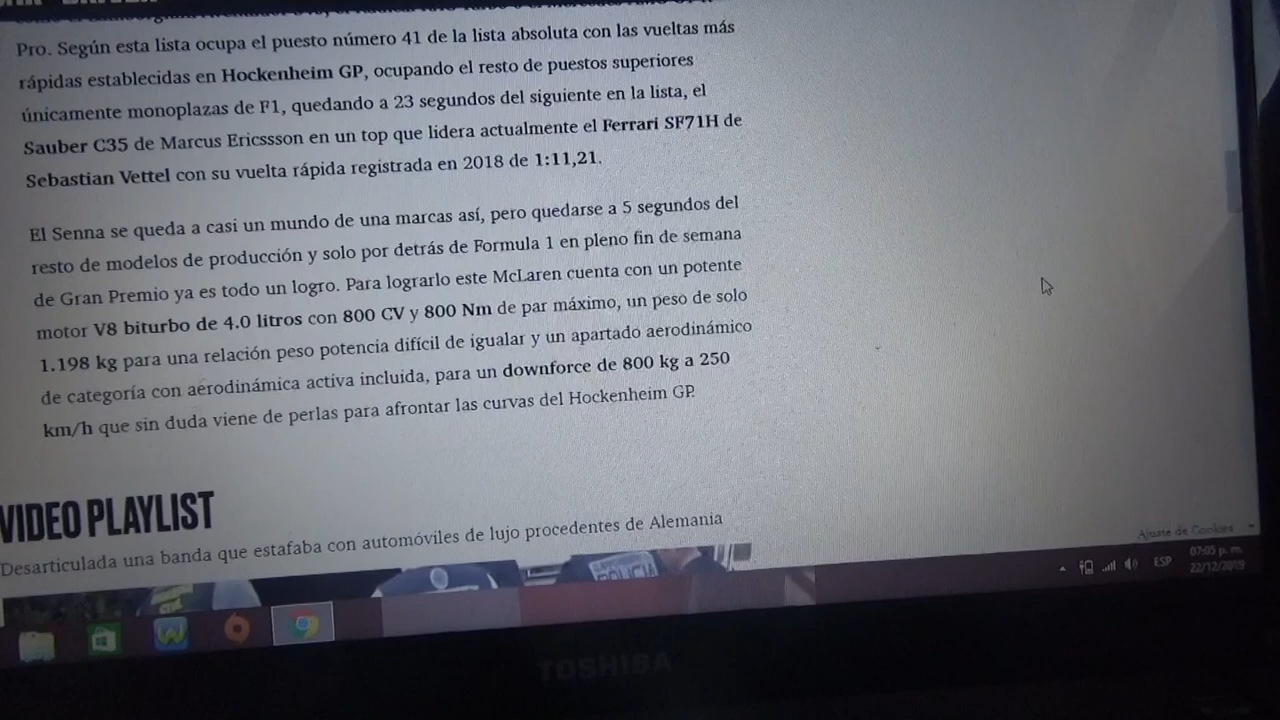 Pro. Según esta lista ocupa el puesto número 41 de la lista absoluta con las vueltas más
rápidas establecidas en Hockenheim GP, ocupando el resto de puestos superiores
únicamente monoplazas de F1, quedando a 23 segundos del siguiente en la lista, el
Sauber C35 de Marcus Ericssson en un top que lidera actualmente el Ferrari SF71H de
Sebastian Vettel con su vuelta rápida registrada en 2018 de 1:11,21.
El Senna se queda a casi un mundo de una marcas así, pero quedarse a 5 segundos del
resto de modelos de producción y solo por detrás de Formula 1 en pleno fin de semana
de Gran Premio ya es todo un logro. Para lograrlo este McLaren cuenta con un potente
motor V8 biturbo de 4.0 litros con 800 CV y 800 Nm de par máximo, un peso de solo
1.198 kg para una relación peso potencia difícil de igualar y un apartado aerodinámico
de categoría con aerodinámica activa incluida, para un downforce de 800 kg a 250
km/h que sin duda viene de perlas para afrontar las curvas del Hockenheim GP.
VIDEO PLAYLIST
Desarticulada una banda que estafaba con automóviles de lujo procedentes de Alemania
POLICIA
Ajuste de Cookies
ESP
07:05 p. m.
22/12/2019
TOSHIBA